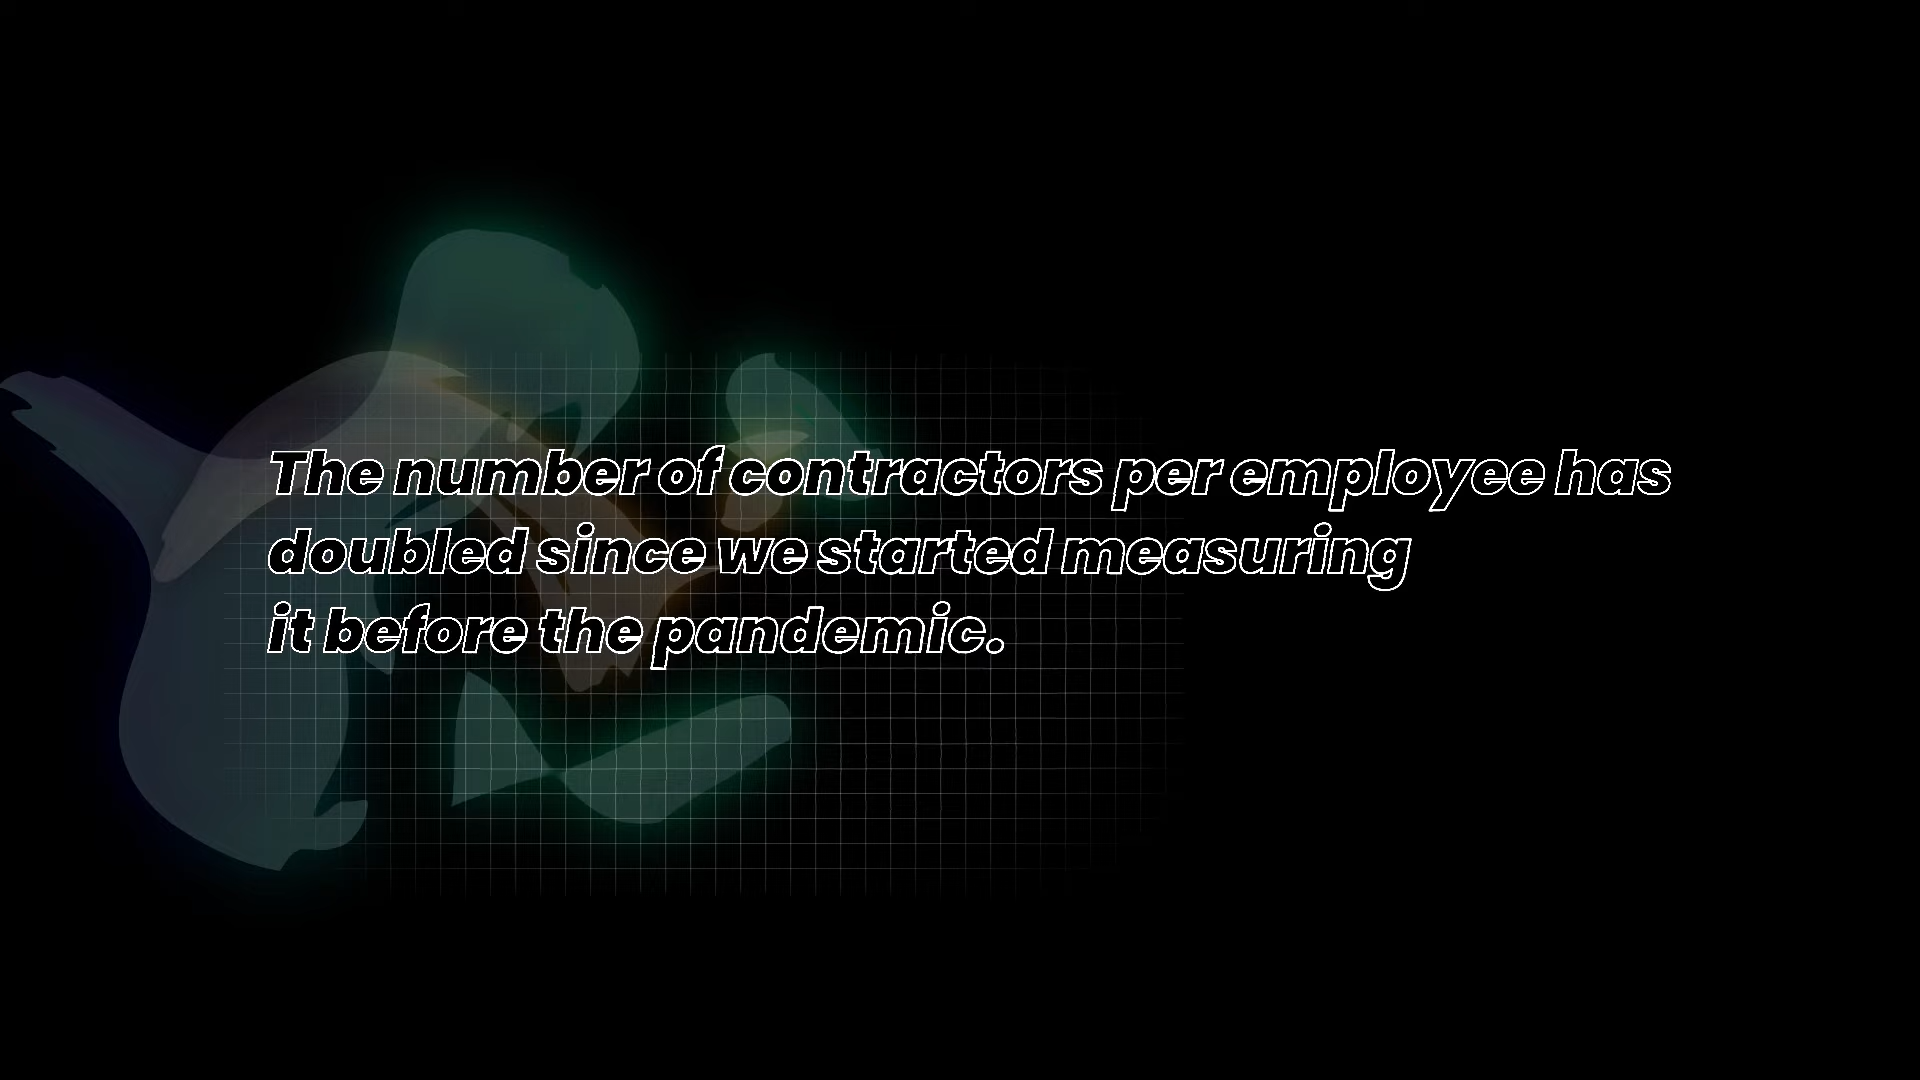 The number of contractors per employee has
doubled since we started measuring
it before the pandemic.